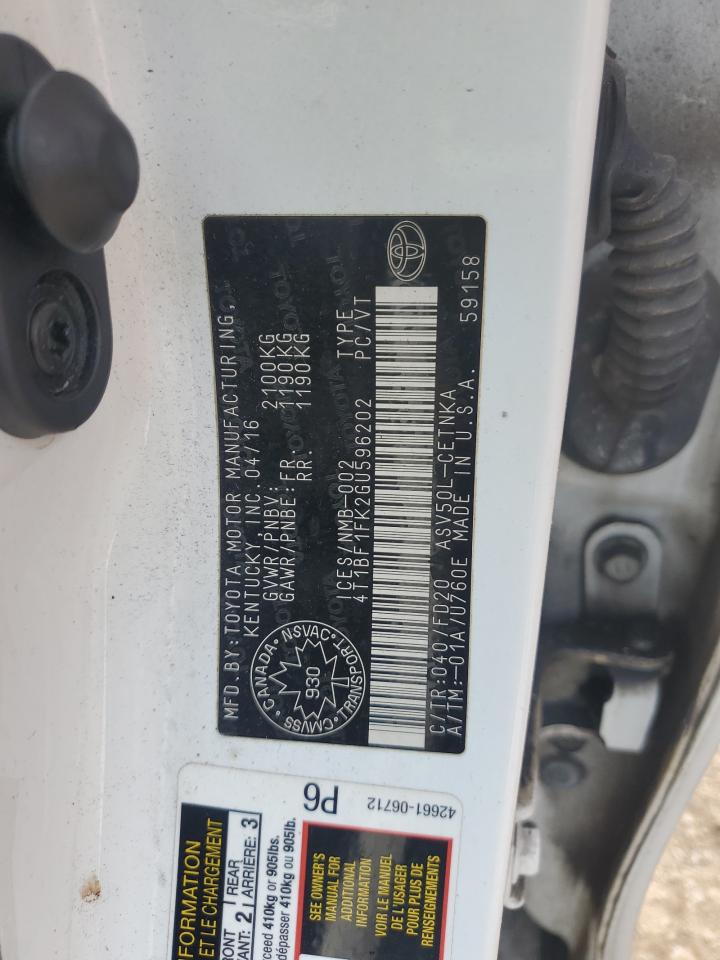 MFD.BY:TOYOTA MOTOR MANUFACTURING,
KENTUCKY, INC. 04/16
GVWR/PNBV: 2100KG
GAWR/PNBE:FR. 1190KG
RR. 1190KG
CANADA
NSVAC
TRANSPORT
CMVSS
930
ICES/NMB-002 TYPE
4T1BF1FK2GU596202 PC/VT
C/TR:040/FD20 ASV50L-CETNKA
A/TM:-01A/U760E MADE IN U.S.A.
59158
FORMATION
ET LE CHARGEMENT
RONT
ANT: 2
REAR
ARRIÈRE: 3
xceed 410kg or 905lbs.
dépasser 410kg ou 905lb.
P6
42661-06712
SEE OWNER'S
MANUAL FOR
ADDITIONAL
INFORMATION
VOIR LE MANUEL
DE L'USAGER
POUR PLUS DE
RENSEIGNEMENTS